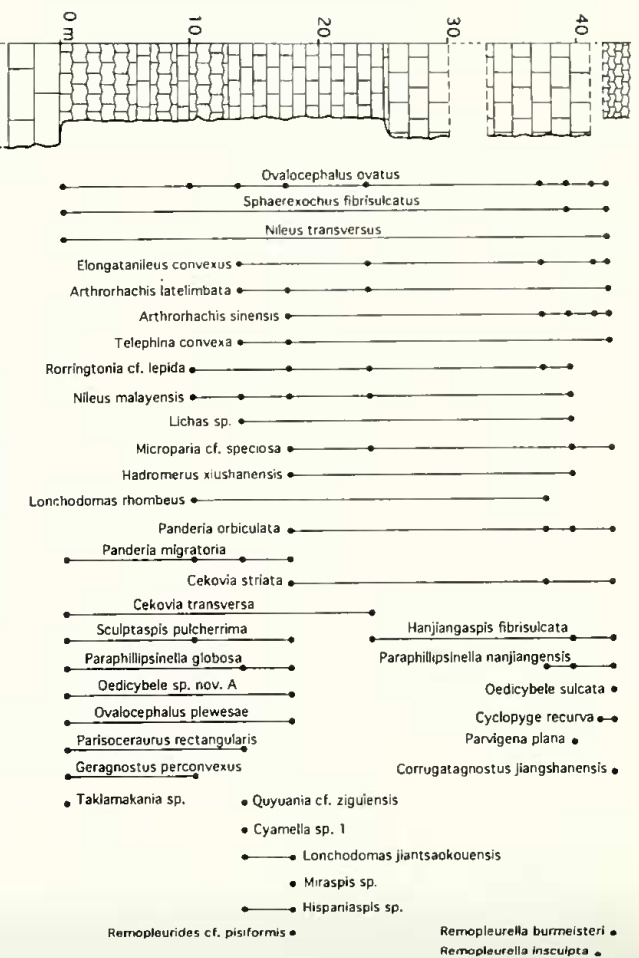 0 m
10
20
30
40
Ovalocephalus ovatus
Sphaerexochus fibrisulcatus
Nileus transversus
Elongatanileus convexus
Arthrorhachis latelimbata
Arthrorhachis sinensis
Telephina convexa
Rorringtonia cf. lepida
Nileus malayensis
Lichas sp.
Microparia cf. speciosa
Hadromerus xiushanensis
Lonchodomas rhombeus
Panderia orbiculata
Panderia migratoria
Cekovia striata
Cekovia transversa
Sculptaspis pulcherrima
Hanjiangaspis fibrisulcata
Paraphillipsinella globosa
Paraphillipsinella nanjiangensis
Oedicybele sp. nov. A
Oedicybele sulcata
Ovalocephalus plewesae
Cyclopyge recurva
Parisoceraurus rectangularis
Parvigena plana
Geragnostus perconvexus
Corrugatagnostus jiangshanensis
Taklamakania sp.
Quyuania cf. ziguiensis
Cyamella sp. 1
Lonchodomas jiantsaokouensis
Miraspis sp.
Hispaniaspis sp.
Remopleurides cf. pisiformis
Remopleurella burmeisteri
Remopleurella insculpta